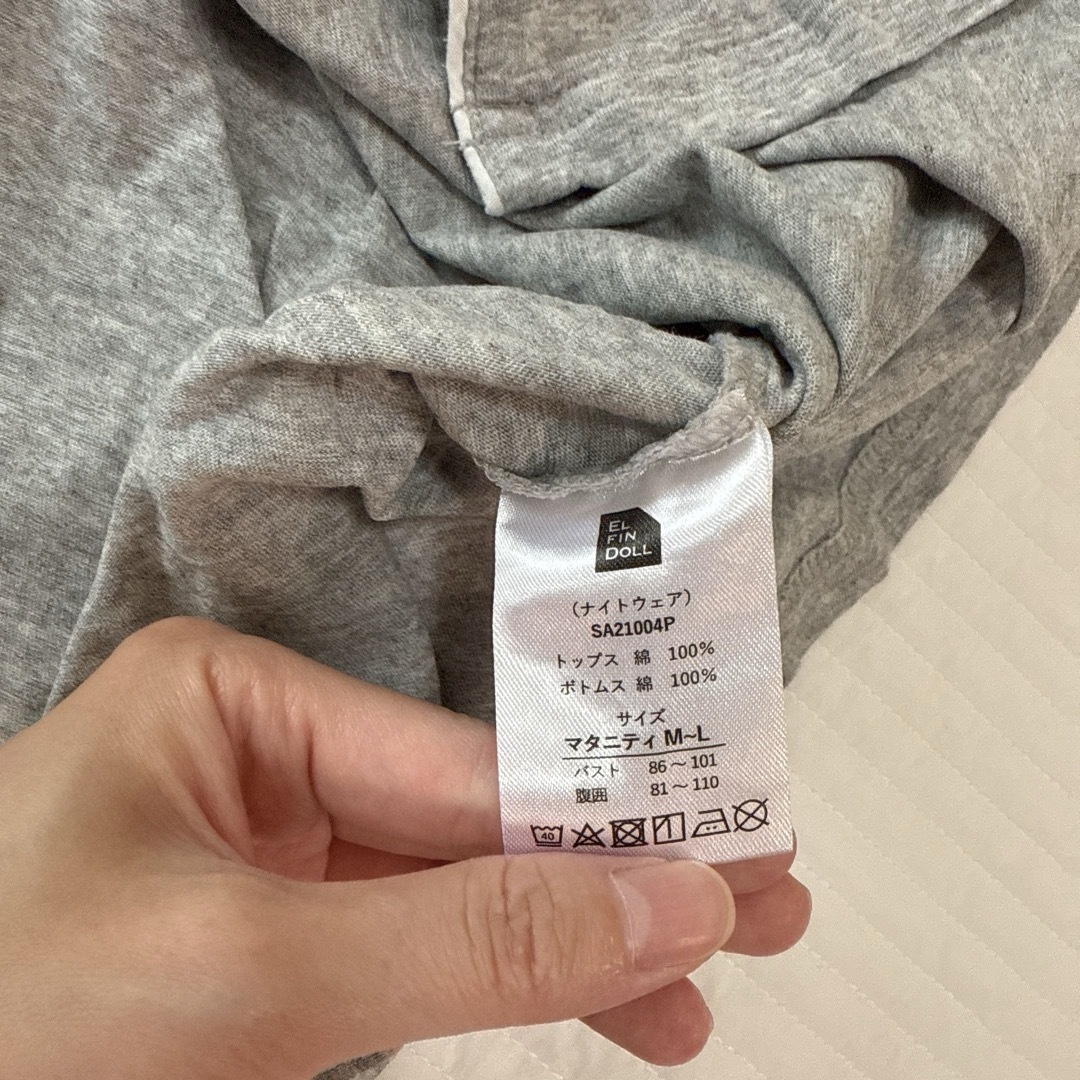 EL
FIN
DOLL
(ナイトウェア)
SA21004P
トップス 綿 100%
ボトムス 綿 100%
サイズ
マタニティ M~L
バスト 86～101
腹囲 81～110
40